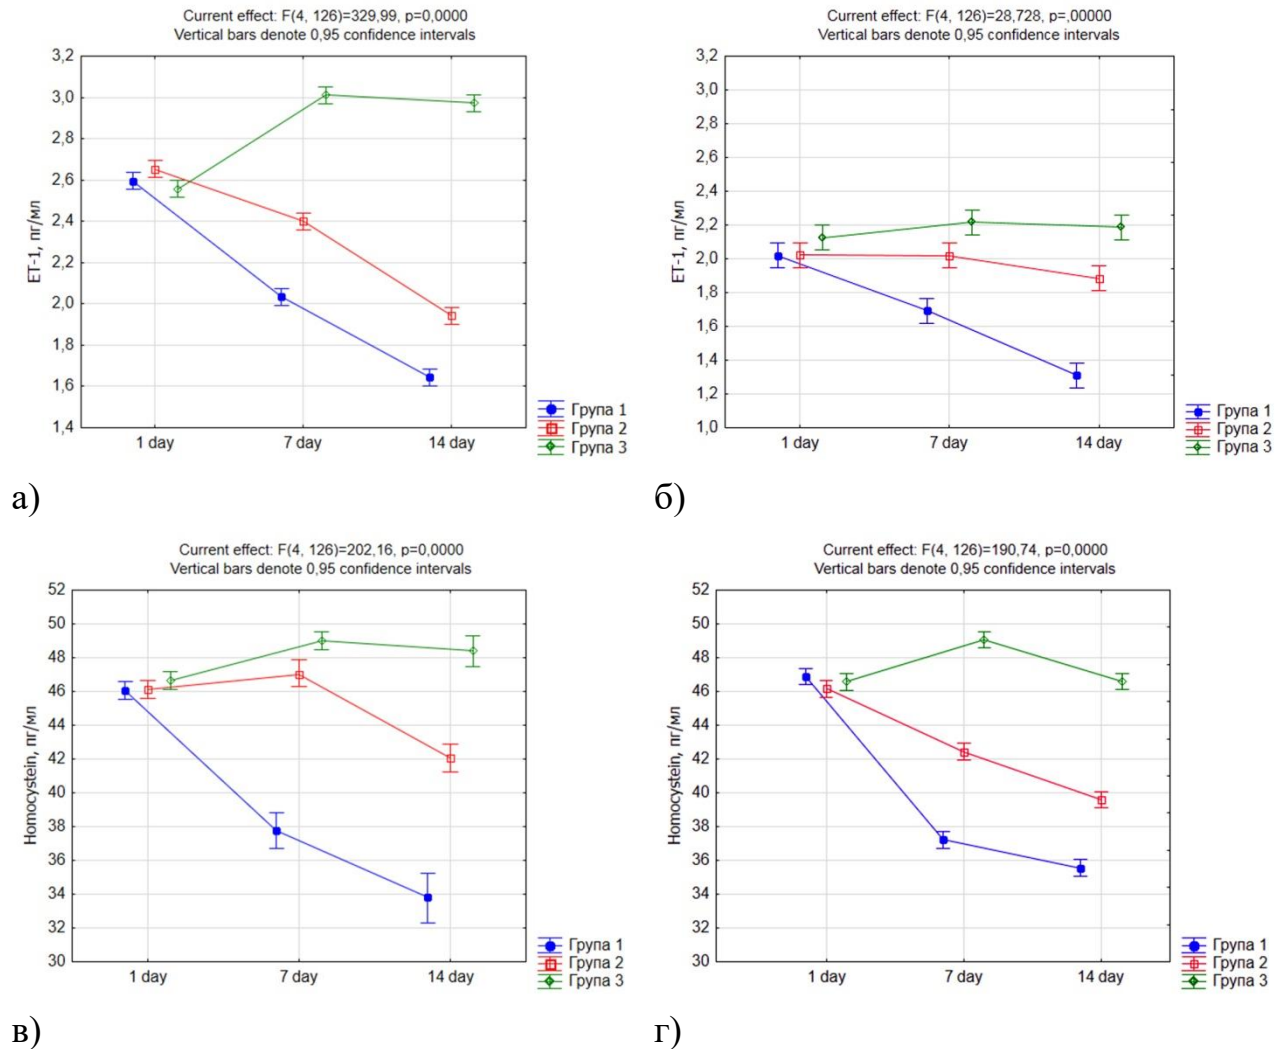 Current effect: F(4, 126)=329,99, p=0,0000
Vertical bars denote 0,95 confidence intervals
3,2
3,0
2,8
2,6
2,4
2,2
2,0
1,8
1,6
1,4
ET-1, пг/мл
1 day
7 day
14 day
Група 1
Група 2
Група 3
а)
Current effect: F(4, 126)=28,728, p=,00000
Vertical bars denote 0,95 confidence intervals
3,2
3,0
2,8
2,6
2,4
2,2
2,0
1,8
1,6
1,4
1,2
1,0
ET-1, пг/мл
1 day
7 day
14 day
Група 1
Група 2
Група 3
б)
Current effect: F(4, 126)=202,16, p=0,0000
Vertical bars denote 0,95 confidence intervals
52
50
48
46
44
42
40
38
36
34
32
30
Homocystein, пг/мл
1 day
7 day
14 day
Група 1
Група 2
Група 3
в)
Current effect: F(4, 126)=190,74, p=0,0000
Vertical bars denote 0,95 confidence intervals
52
50
48
46
44
42
40
38
36
34
32
30
Homocystein, пг/мл
1 day
7 day
14 day
Група 1
Група 2
Група 3
г)